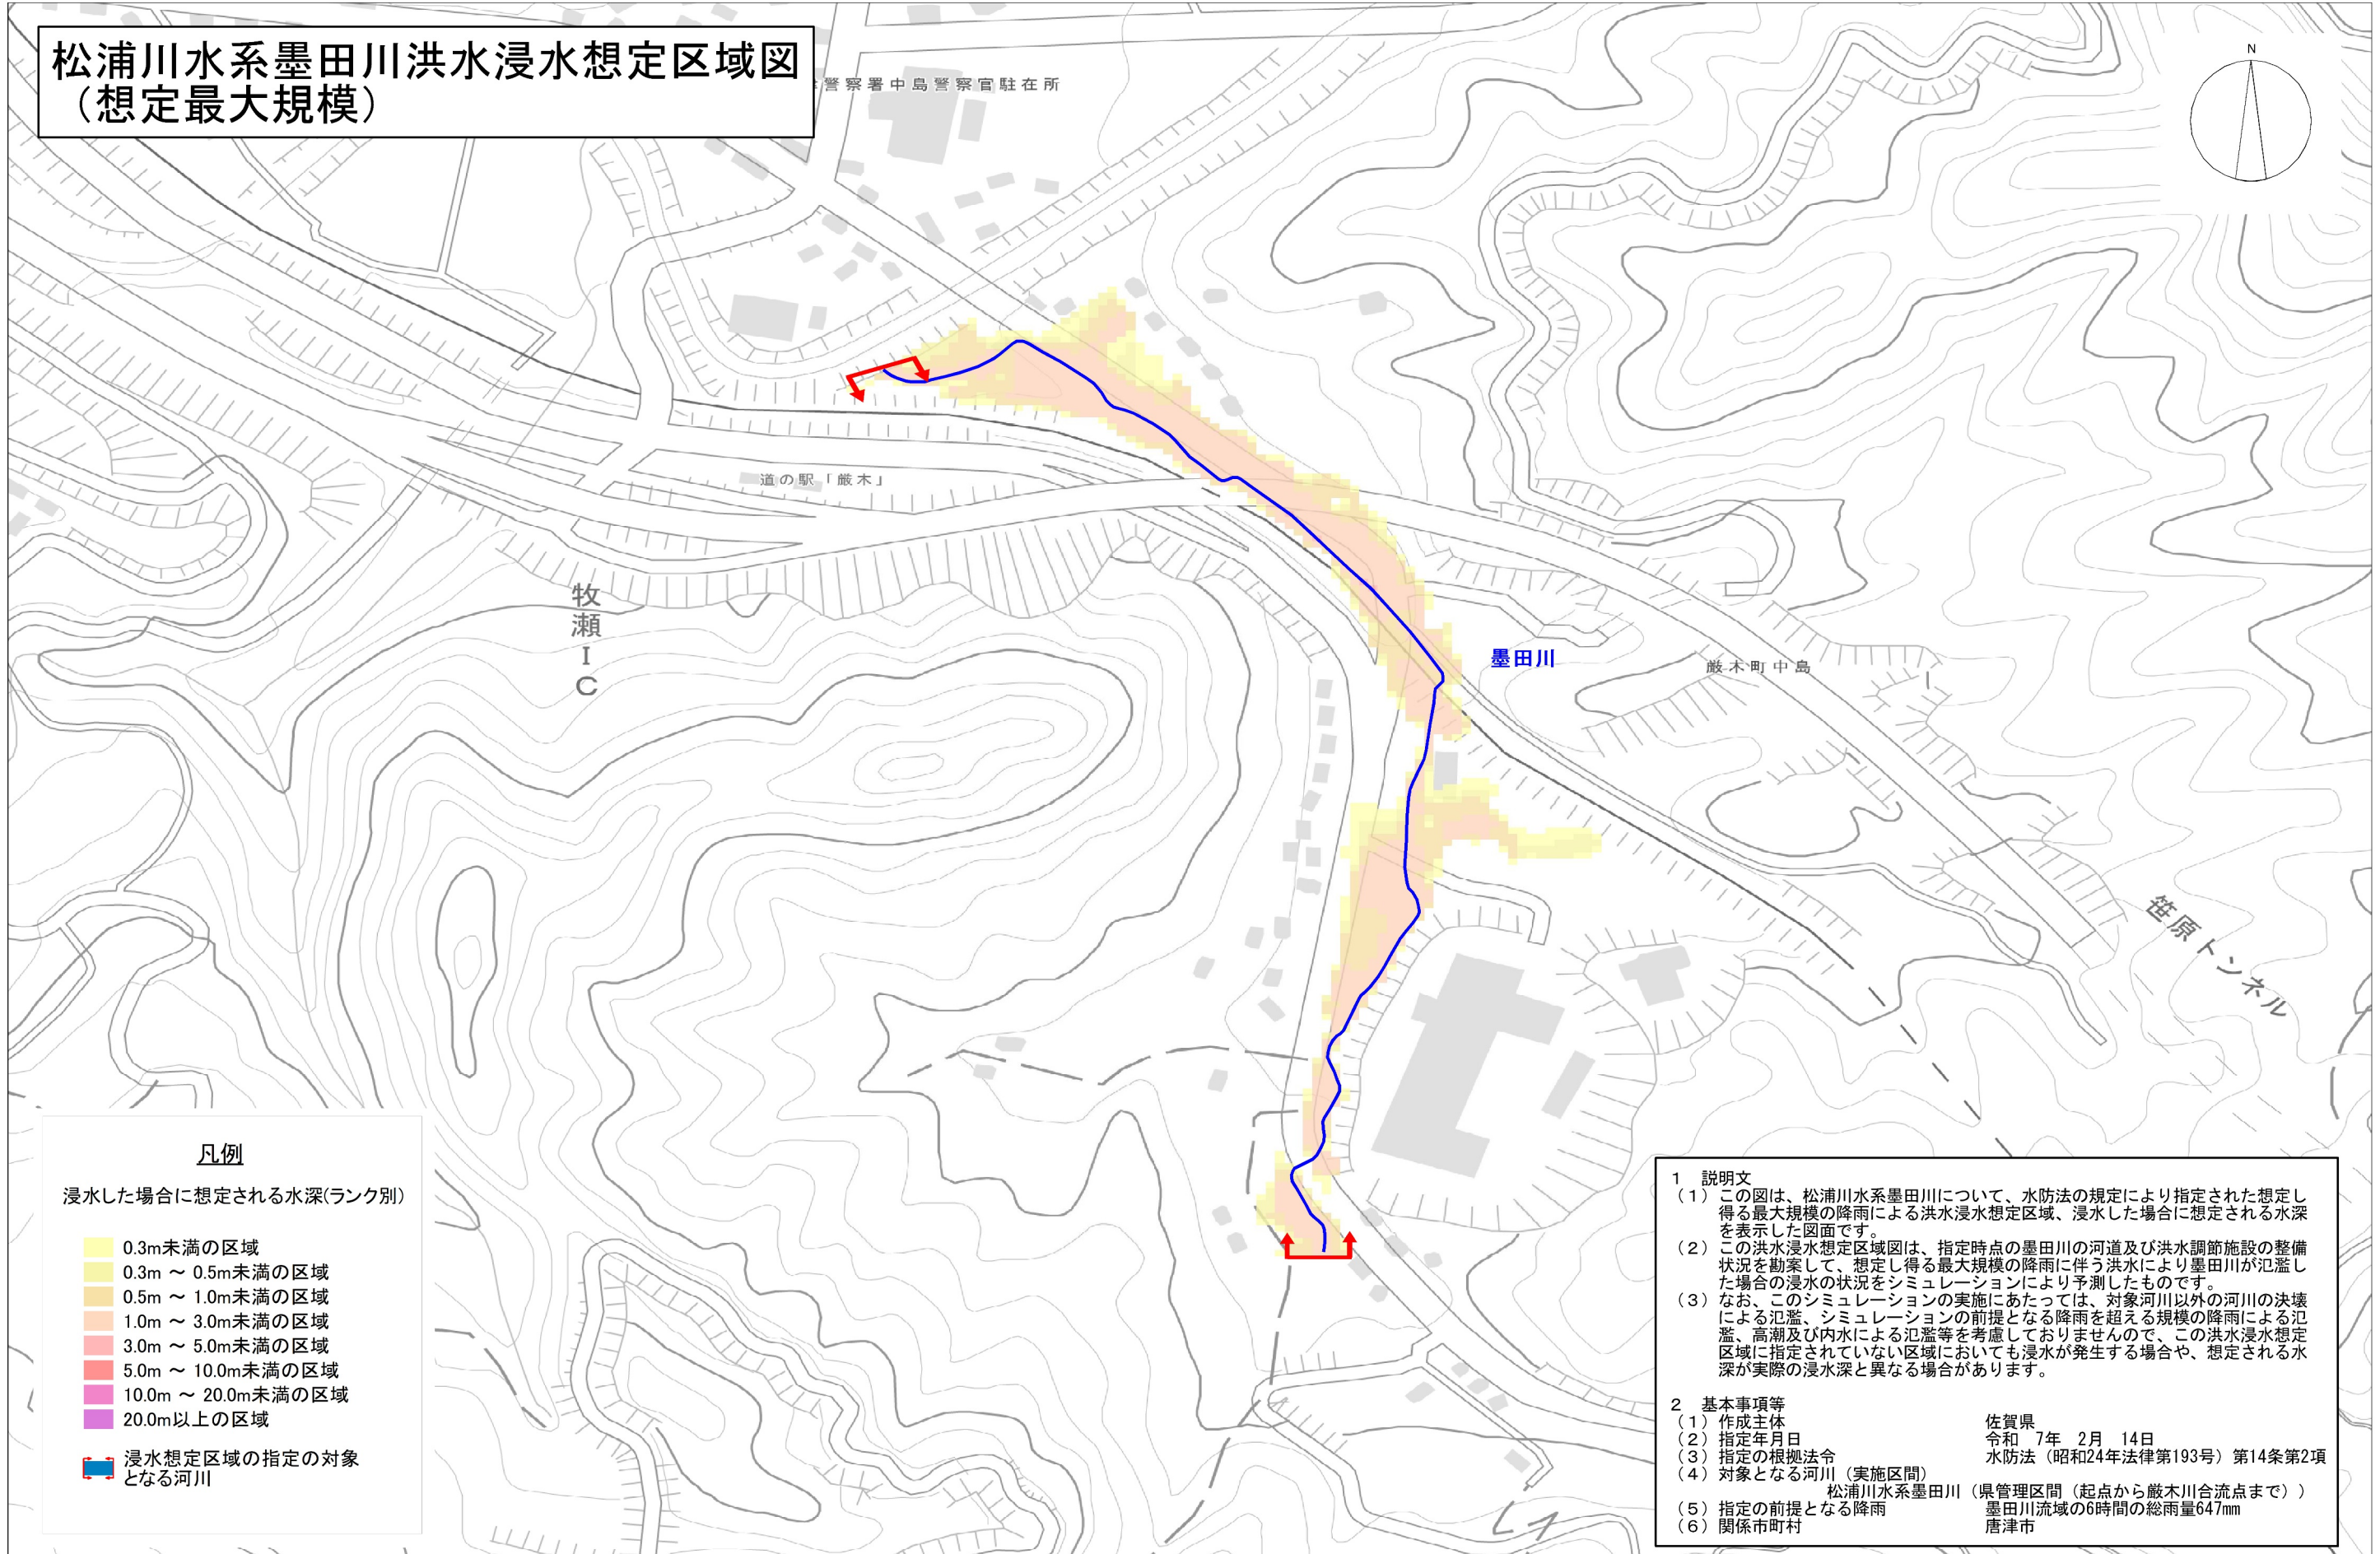 松浦川水系墨田川洪水浸水想定区域図
（想定最大規模）
警察署中島警察官駐在所
N
道の駅「厳木」
牧瀬IC
墨田川
厳木町中島
笹原トンネル
凡例
浸水した場合に想定される水深(ランク別)
0.3m未満の区域
0.3m ～ 0.5m未満の区域
0.5m ～ 1.0m未満の区域
1.0m ～ 3.0m未満の区域
3.0m ～ 5.0m未満の区域
5.0m ～ 10.0m未満の区域
10.0m ～ 20.0m未満の区域
20.0m以上の区域
浸水想定区域の指定の対象
となる河川
1 説明文
（1）この図は、松浦川水系墨田川について、水防法の規定により指定された想定し
得る最大規模の降雨による洪水浸水想定区域、浸水した場合に想定される水深
を表示した図面です。
（2）この洪水浸水想定区域図は、指定時点の墨田川の河道及び洪水調節施設の整備
状況を勘案して、想定し得る最大規模の降雨に伴う洪水により墨田川が氾濫し
た場合の浸水の状況をシミュレーションにより予測したものです。
（3）なお、このシミュレーションの実施にあたっては、対象河川以外の河川の決壊
による氾濫、シミュレーションの前提となる降雨を超える規模の降雨による氾
濫、高潮及び内水による氾濫等を考慮しておりませんので、この洪水浸水想定
区域に指定されていない区域においても浸水が発生する場合や、想定される水
深が実際の浸水深と異なる場合があります。
2 基本事項等
（1）作成主体 佐賀県
（2）指定年月日 令和 7年 2月 14日
（3）指定の根拠法令 水防法（昭和24年法律第193号）第14条第2項
（4）対象となる河川（実施区間）
松浦川水系墨田川（県管理区間（起点から厳木川合流点まで））
（5）指定の前提となる降雨 墨田川流域の6時間の総雨量647mm
（6）関係市町村 唐津市